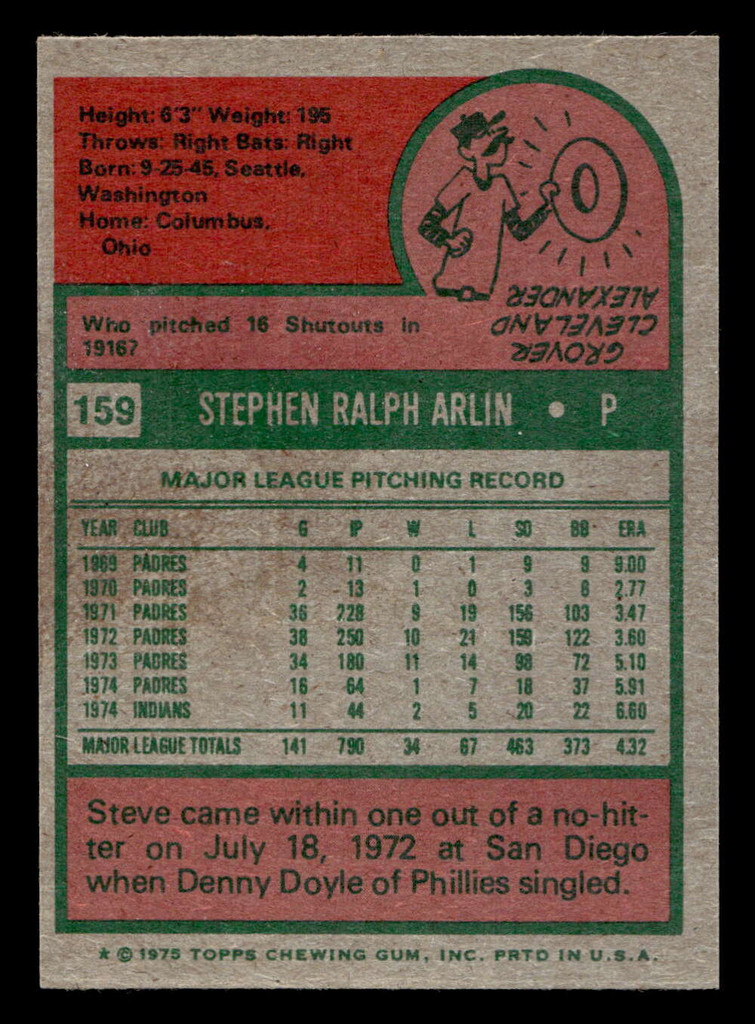 Height: 6'3" Weight: 195
Throws: Right Bats: Right
Born: 9-25-45, Seattle,
Washington
Home: Columbus,
Ohio
Who pitched 16 Shutouts in
1916?
0
GROVER
CLEVELAND
ALEXANDER
159 STEPHEN RALPH ARLIN • P
MAJOR LEAGUE PITCHING RECORD
YEAR CLUB G IP W L SO BB ERA
1969 PADRES 4 11 0 1 9 9 9.00
1970 PADRES 2 13 1 0 3 8 2.77
1971 PADRES 36 228 9 19 156 103 3.47
1972 PADRES 38 250 10 21 159 122 3.60
1973 PADRES 34 180 11 14 98 72 5.10
1974 PADRES 16 64 1 7 18 37 5.91
1974 INDIANS 11 44 2 5 20 22 6.60
MAJOR LEAGUE TOTALS 141 790 34 67 463 373 4.32
Steve came within one out of a no-hit-
ter on July 18, 1972 at San Diego
when Denny Doyle of Phillies singled.
* © 1975 TOPPS CHEWING GUM, INC. PRTD IN U.S.A.